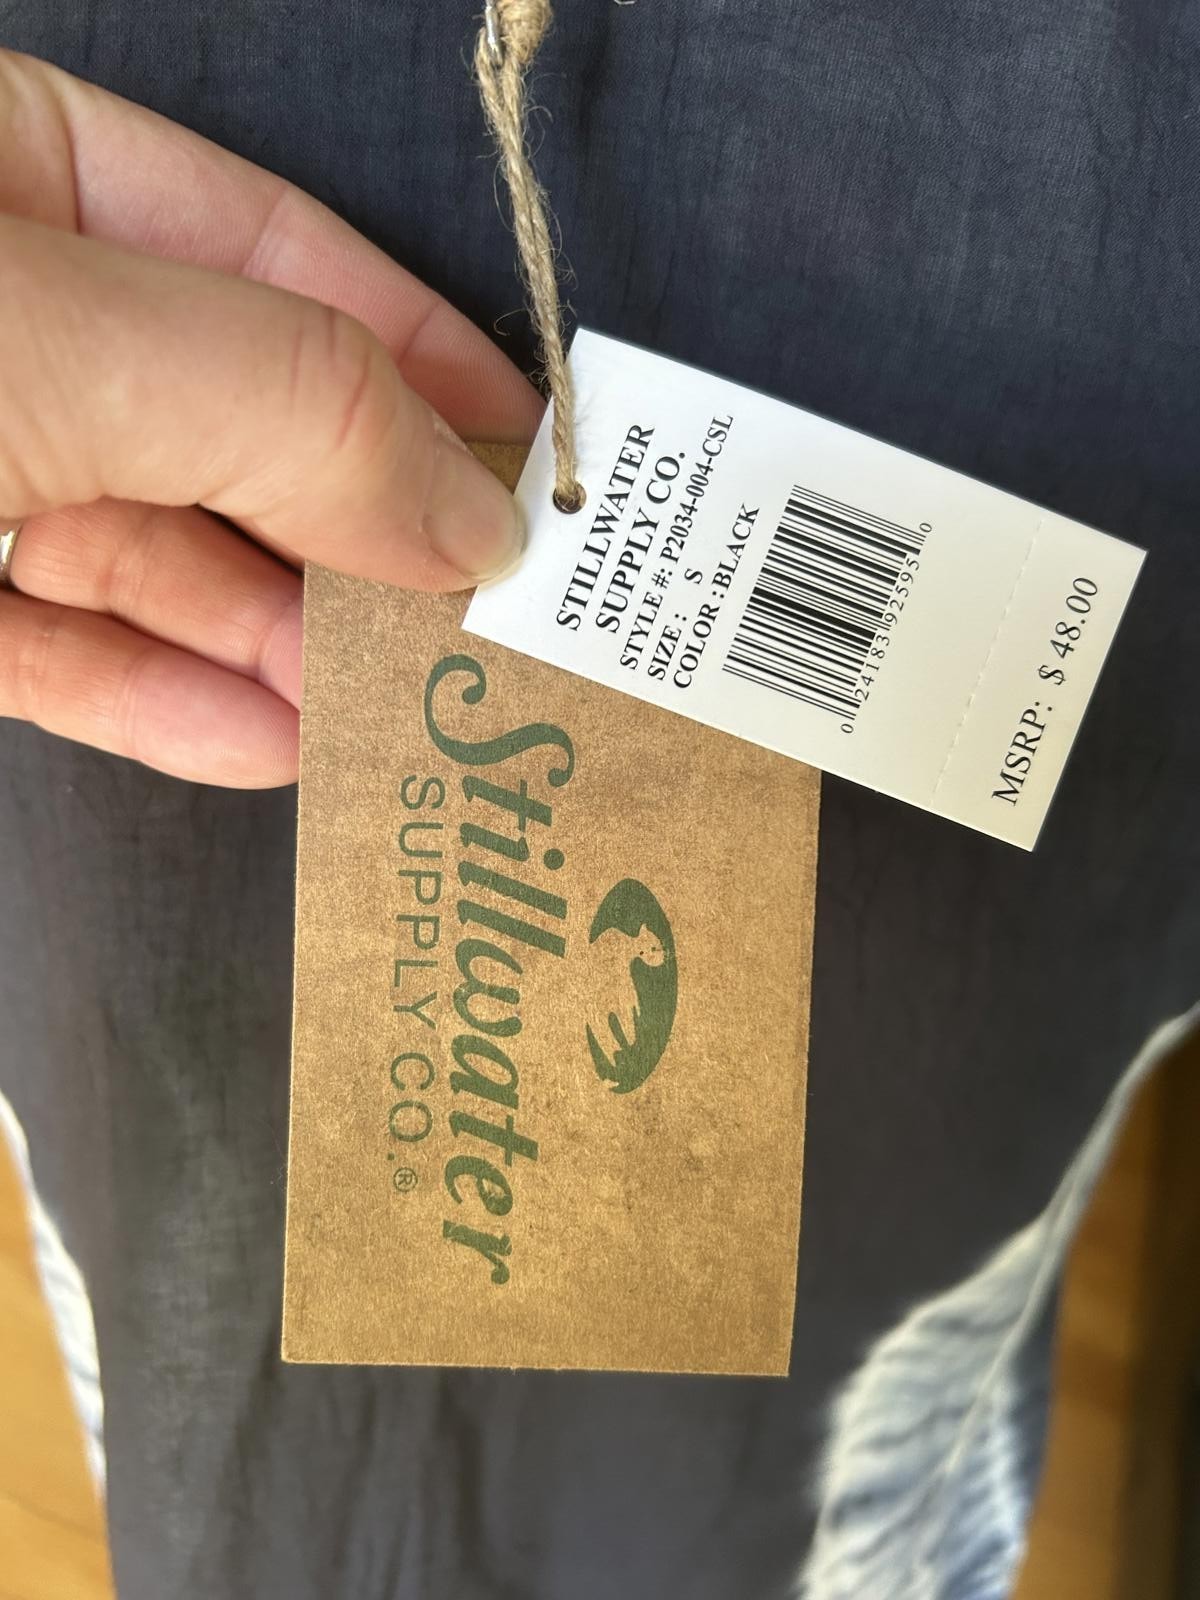 STILLWATER
SUPPLY CO.
STYLE #: P2034-004-CSL
SIZE : S
COLOR :BLACK
0 24183 92595 0
MSRP: $ 48.00
Stillwater
SUPPLY CO.®